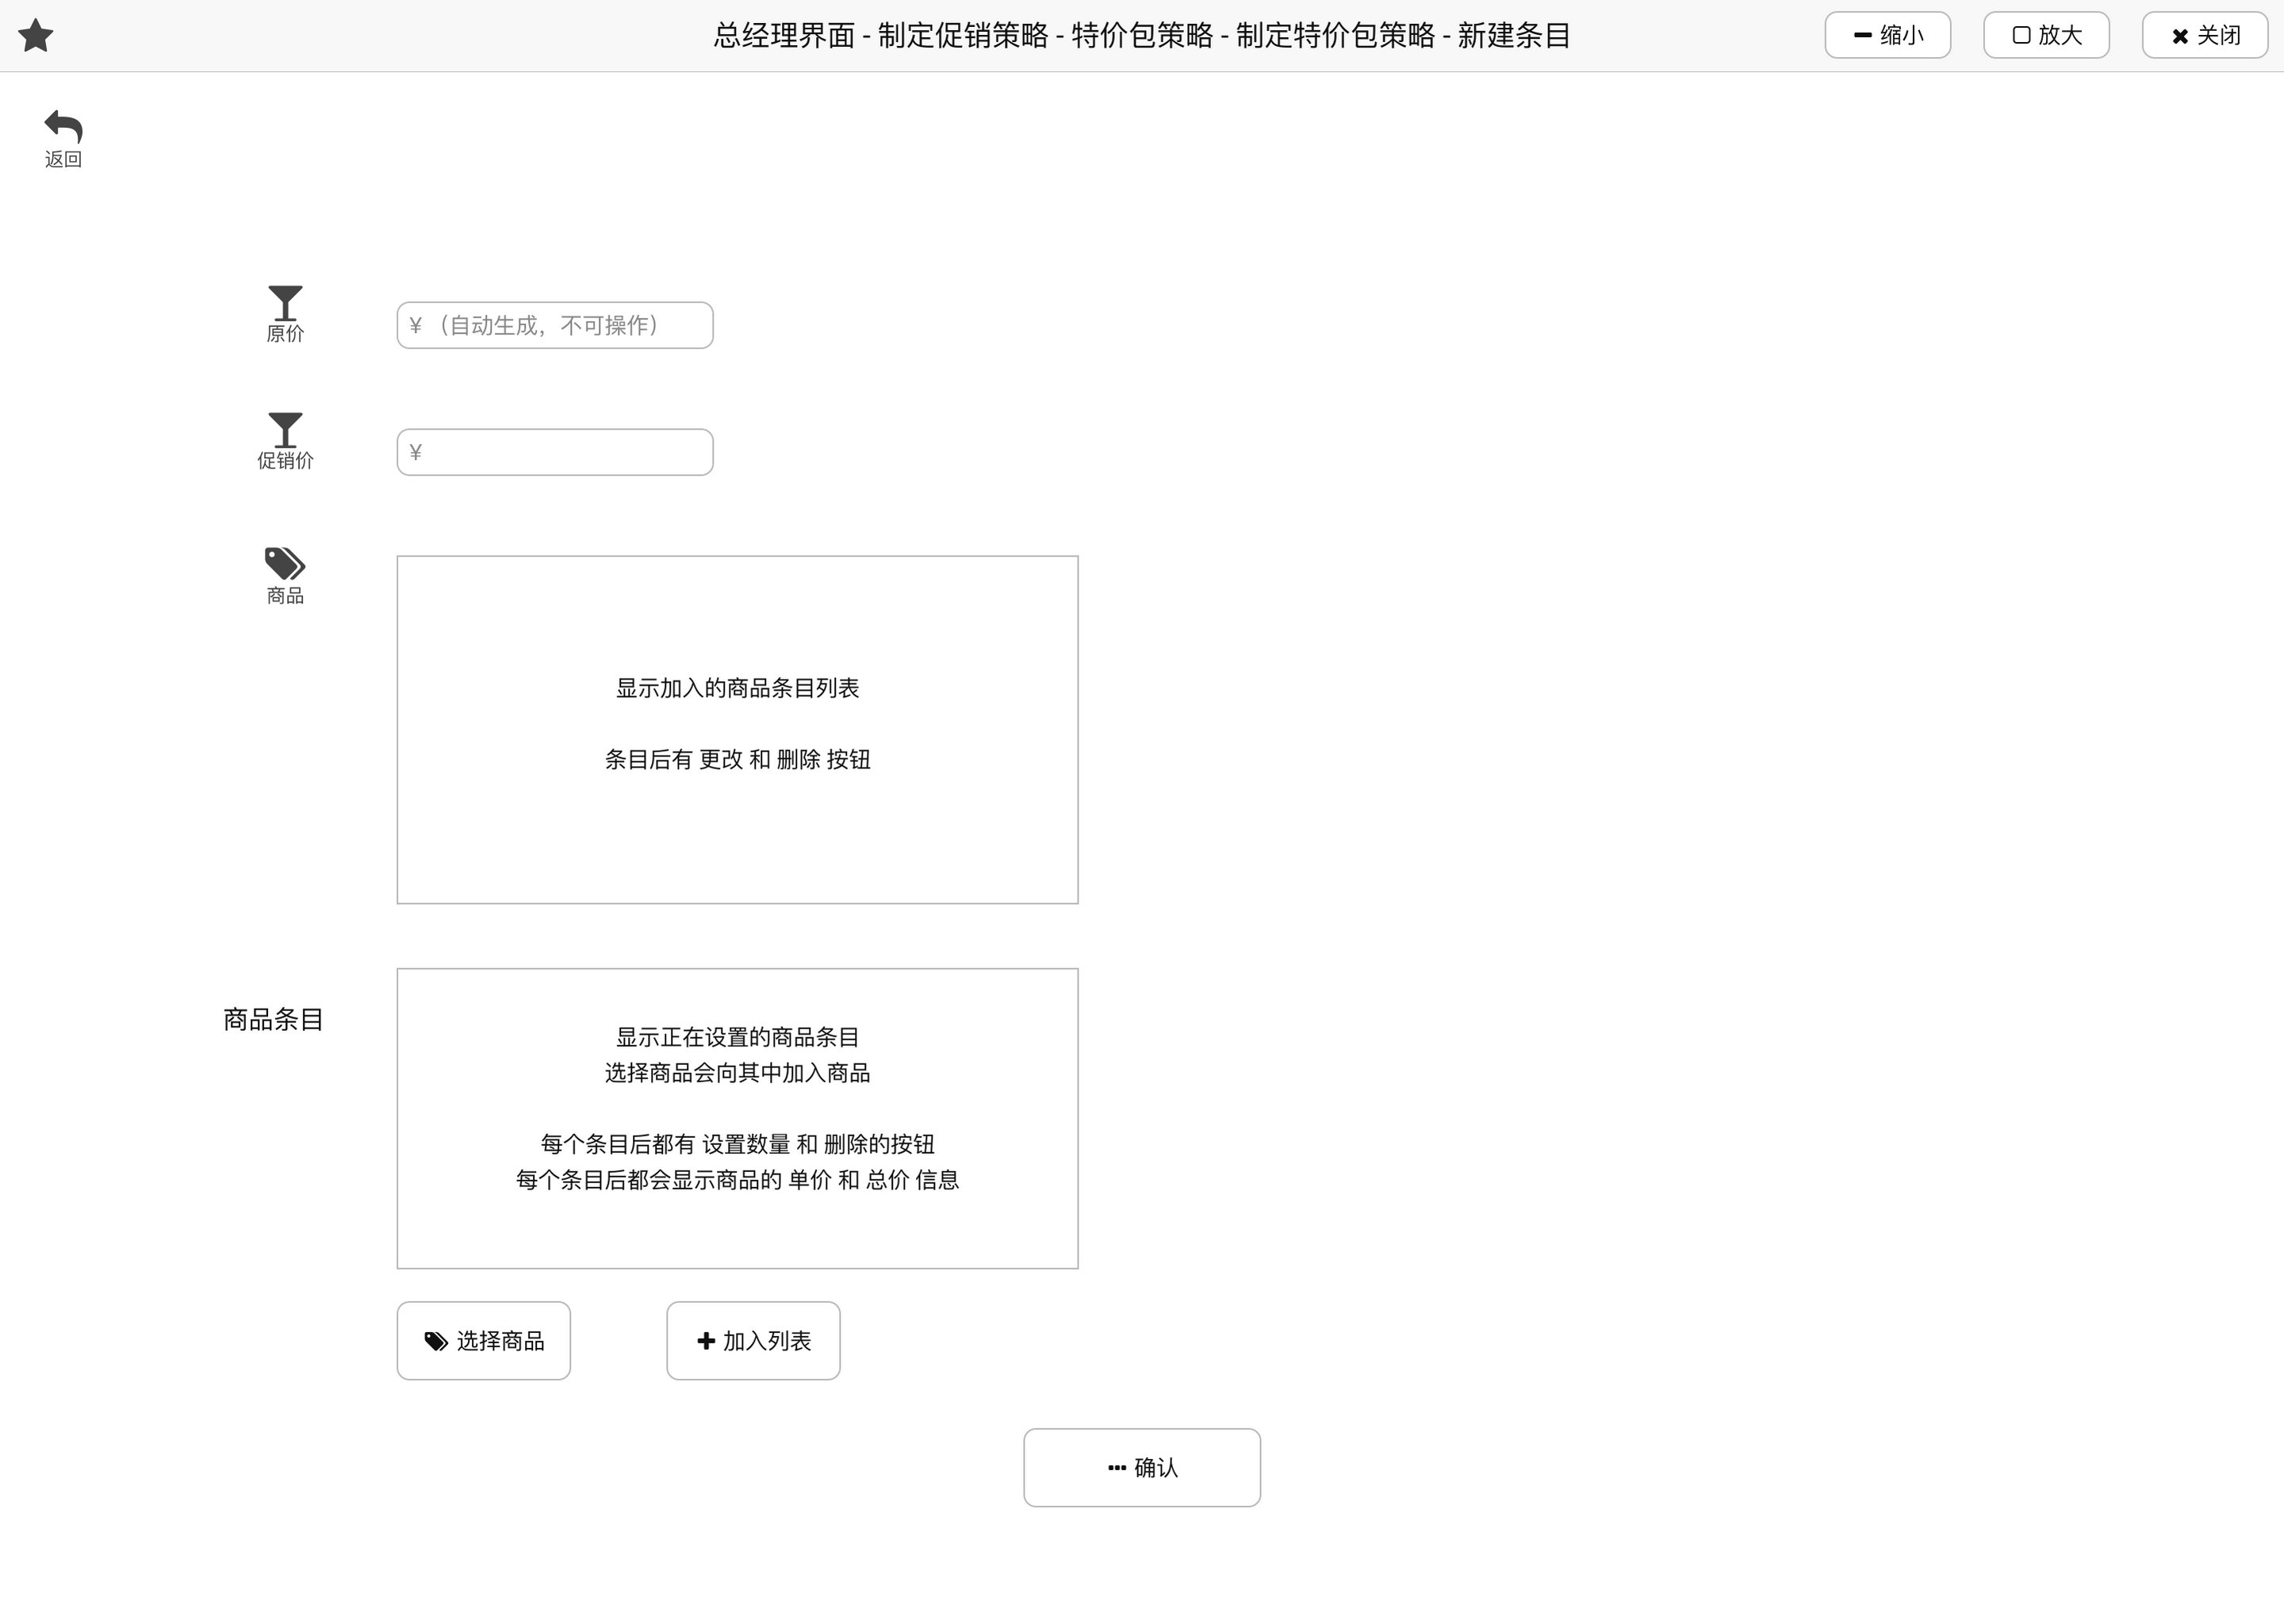 总经理界面 - 制定促销策略 - 特价包策略 - 制定特价包策略 - 新建条目
缩小
放大
关闭
返回
原价
¥ （自动生成，不可操作）
促销价
¥
商品
显示加入的商品条目列表
条目后有 更改 和 删除 按钮
商品条目
显示正在设置的商品条目
选择商品会向其中加入商品
每个条目后都有 设置数量 和 删除的按钮
每个条目后都会显示商品的 单价 和 总价 信息
选择商品
加入列表
确认